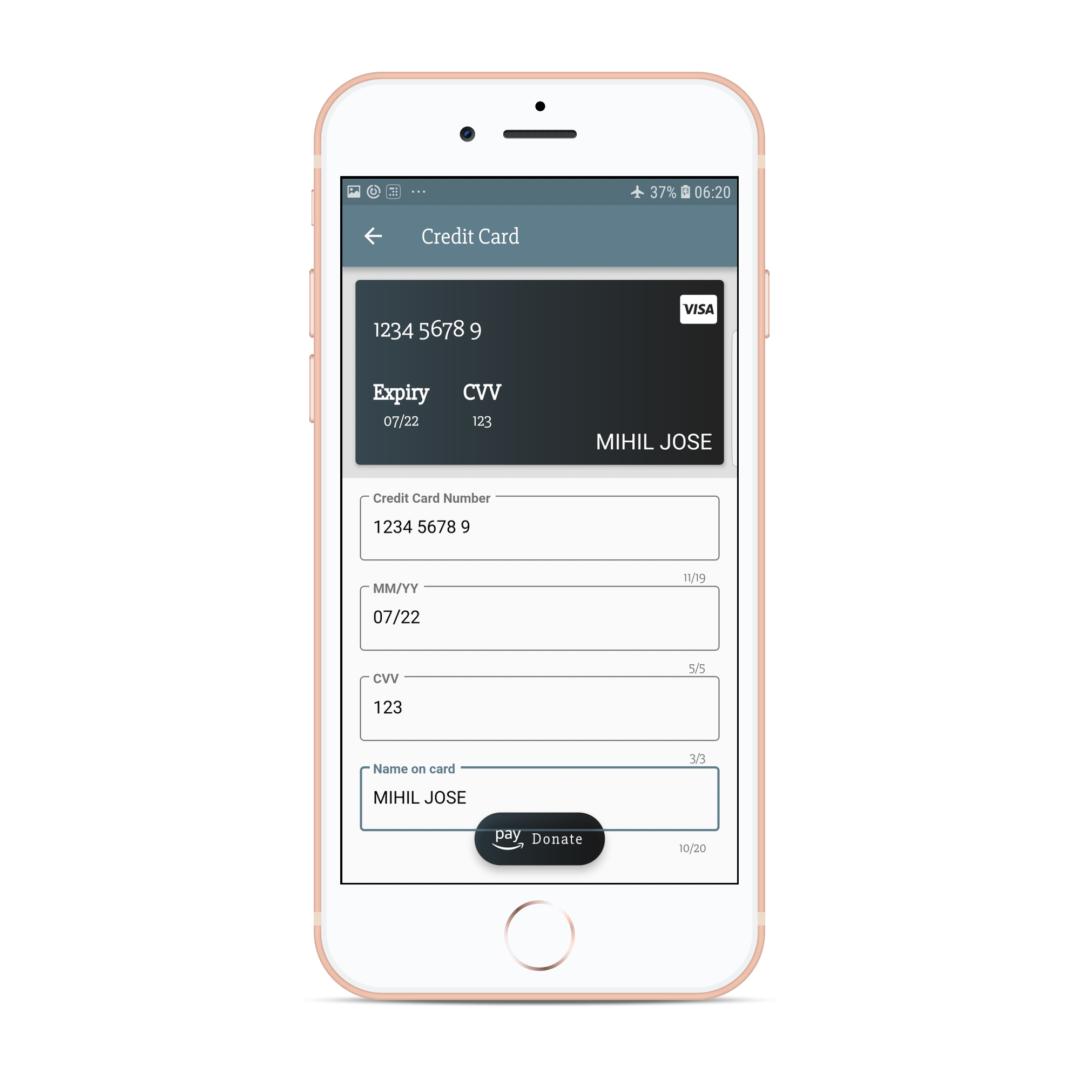 37% 06:20
Credit Card
VISA
1234 5678 9
Expiry CVV
07/22 123
MIHIL JOSE
Credit Card Number
1234 5678 9
11/19
MM/YY
07/22
5/5
CVV
123
3/3
Name on card
MIHIL JOSE
pay Donate
10/20